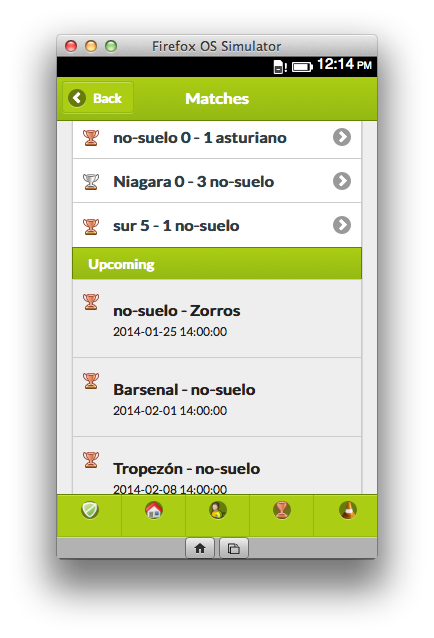 Firefox OS Simulator
12:14 PM
Back
Matches
no-suelo 0 - 1 asturiano
Niagara 0 - 3 no-suelo
sur 5 - 1 no-suelo
Upcoming
no-suelo - Zorros
2014-01-25 14:00:00
Barsenal - no-suelo
2014-02-01 14:00:00
Tropezón - no-suelo
2014-02-08 14:00:00